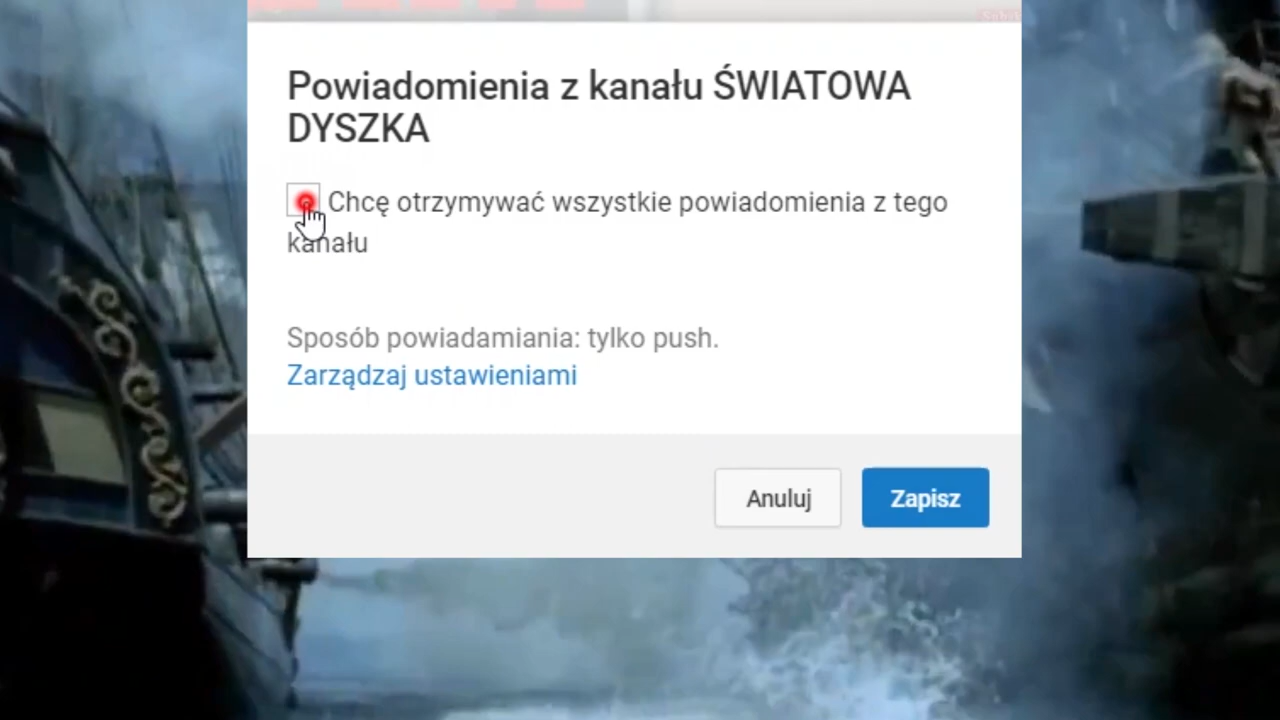 Powiadomienia z kanału ŚWIATOWA
DYSZKA
Chcę otrzymywać wszystkie powiadomienia z tego
kanału
Sposób powiadamiania: tylko push.
Zarządzaj ustawieniami
Anuluj
Zapisz